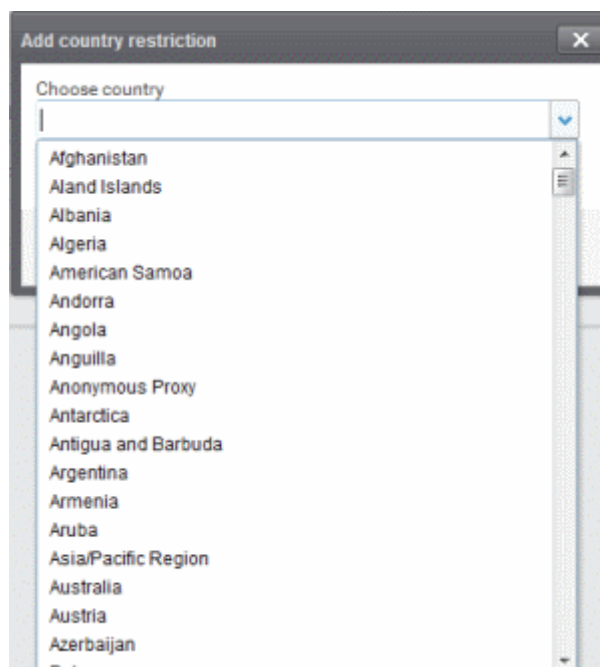 Add country restriction
Choose country
Afghanistan
Aland Islands
Albania
Algeria
American Samoa
Andorra
Angola
Anguilla
Anonymous Proxy
Antarctica
Antigua and Barbuda
Argentina
Armenia
Aruba
Asia/Pacific Region
Australia
Austria
Azerbaijan